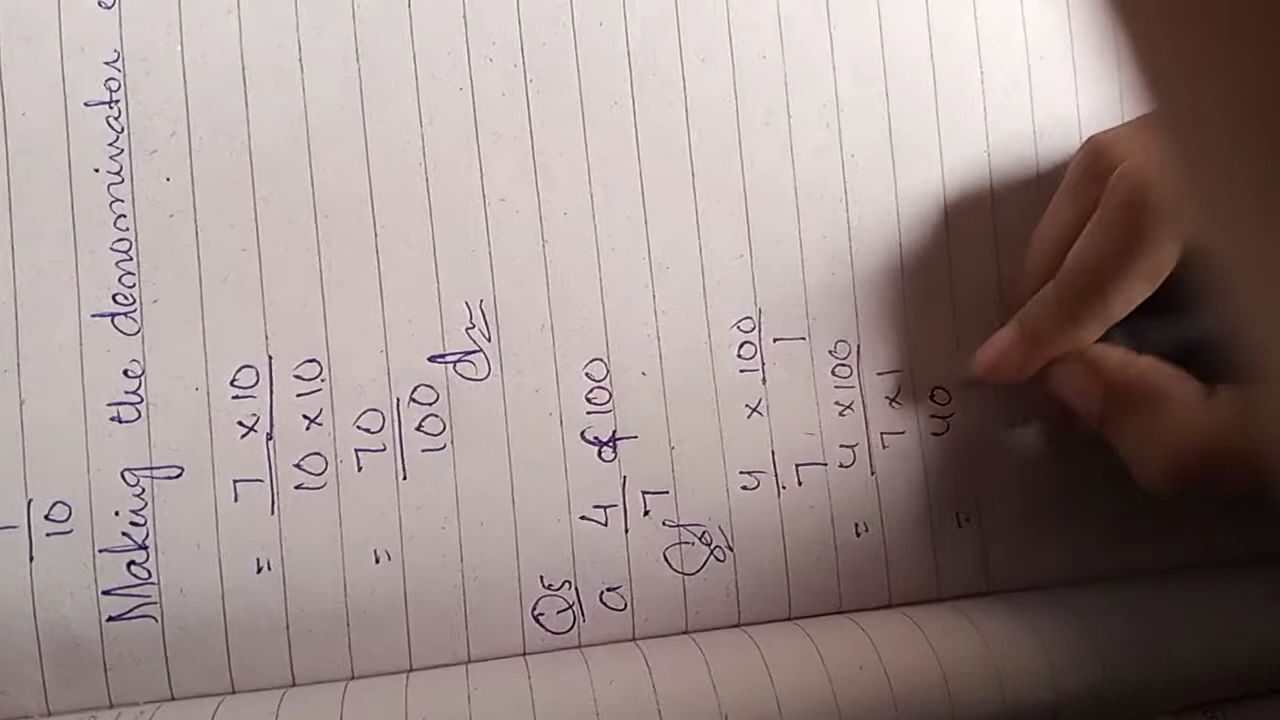 10
Making the denominator
= 7 × 10
10 × 10
= 70
100
Q5
a 4 of 100
7
Sol
4 × 100
7 1
= 4 × 100
7 × 1
= 40